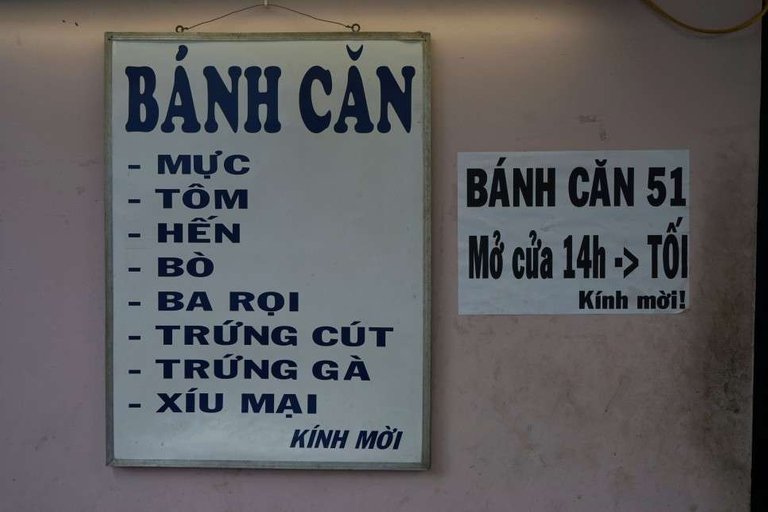 BÁNH CĂN
- MỰC
- TÔM
- HẾN
- BÒ
- BA RỌI
- TRỨNG CÚT
- TRỨNG GÀ
- XÍU MẠI
KÍNH MỜI
BÁNH CĂN 51
Mở cửa 14h -> TỐI
Kính mời!